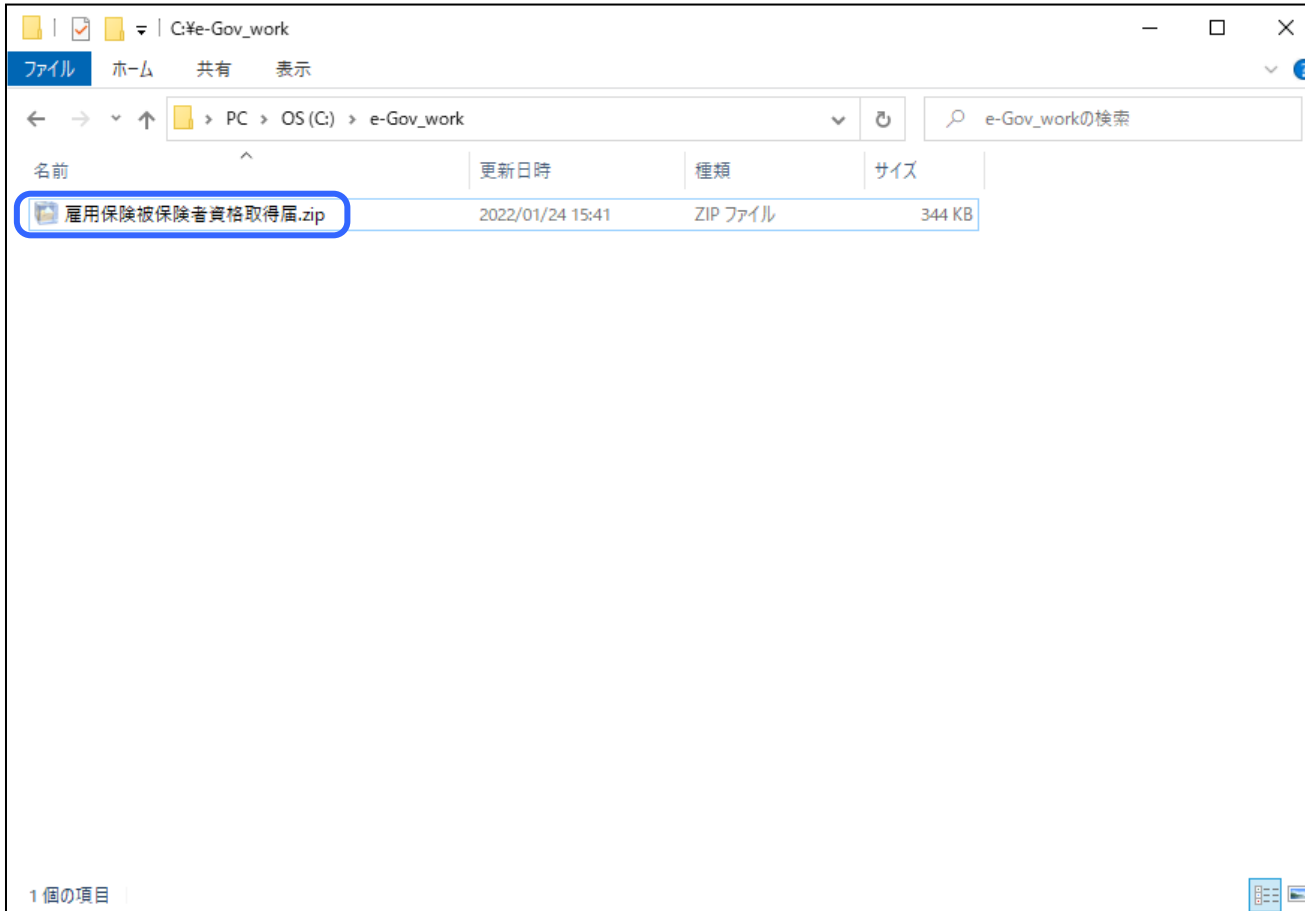 C:¥e-Gov_work
ファイル ホーム 共有 表示
PC > OS (C:) > e-Gov_work
e-Gov_workの検索
名前 更新日時 種類 サイズ
雇用保険被保険者資格取得届.zip 2022/01/24 15:41 ZIP ファイル 344 KB
1 個の項目